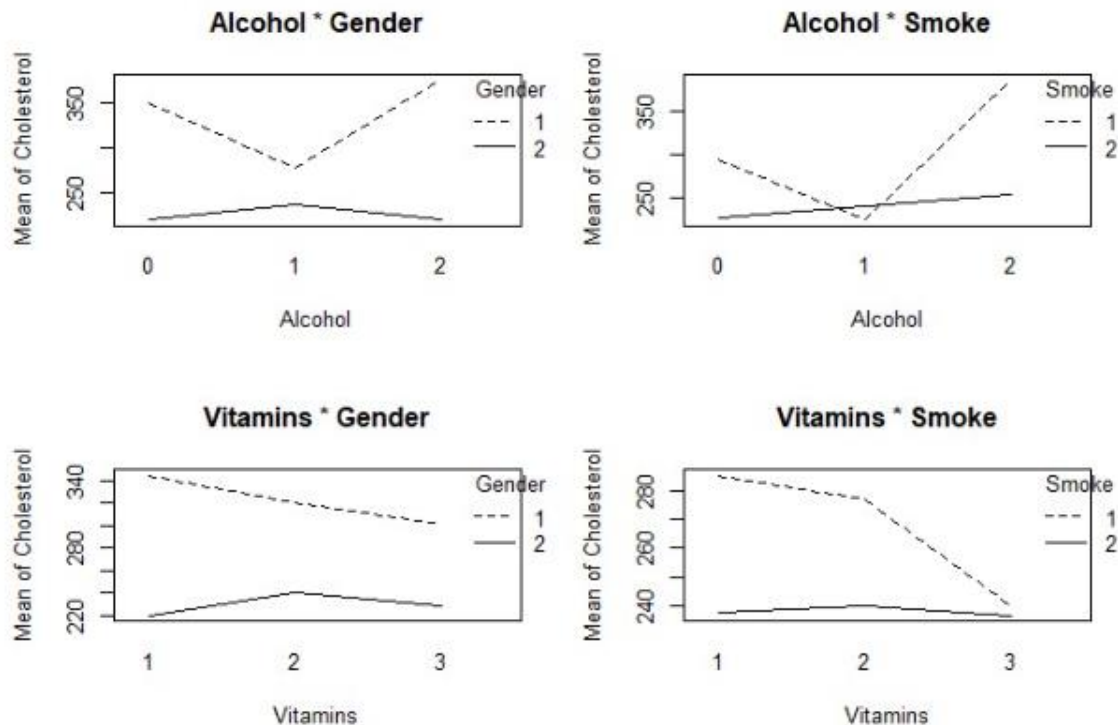 Alcohol * Gender
Mean of Cholesterol
350
250
Gender
1
2
0 1 2
Alcohol
Alcohol * Smoke
Mean of Cholesterol
350
250
Smoke
1
2
0 1 2
Alcohol
Vitamins * Gender
Mean of Cholesterol
340
280
220
Gender
1
2
1 2 3
Vitamins
Vitamins * Smoke
Mean of Cholesterol
280
260
240
Smoke
1
2
1 2 3
Vitamins